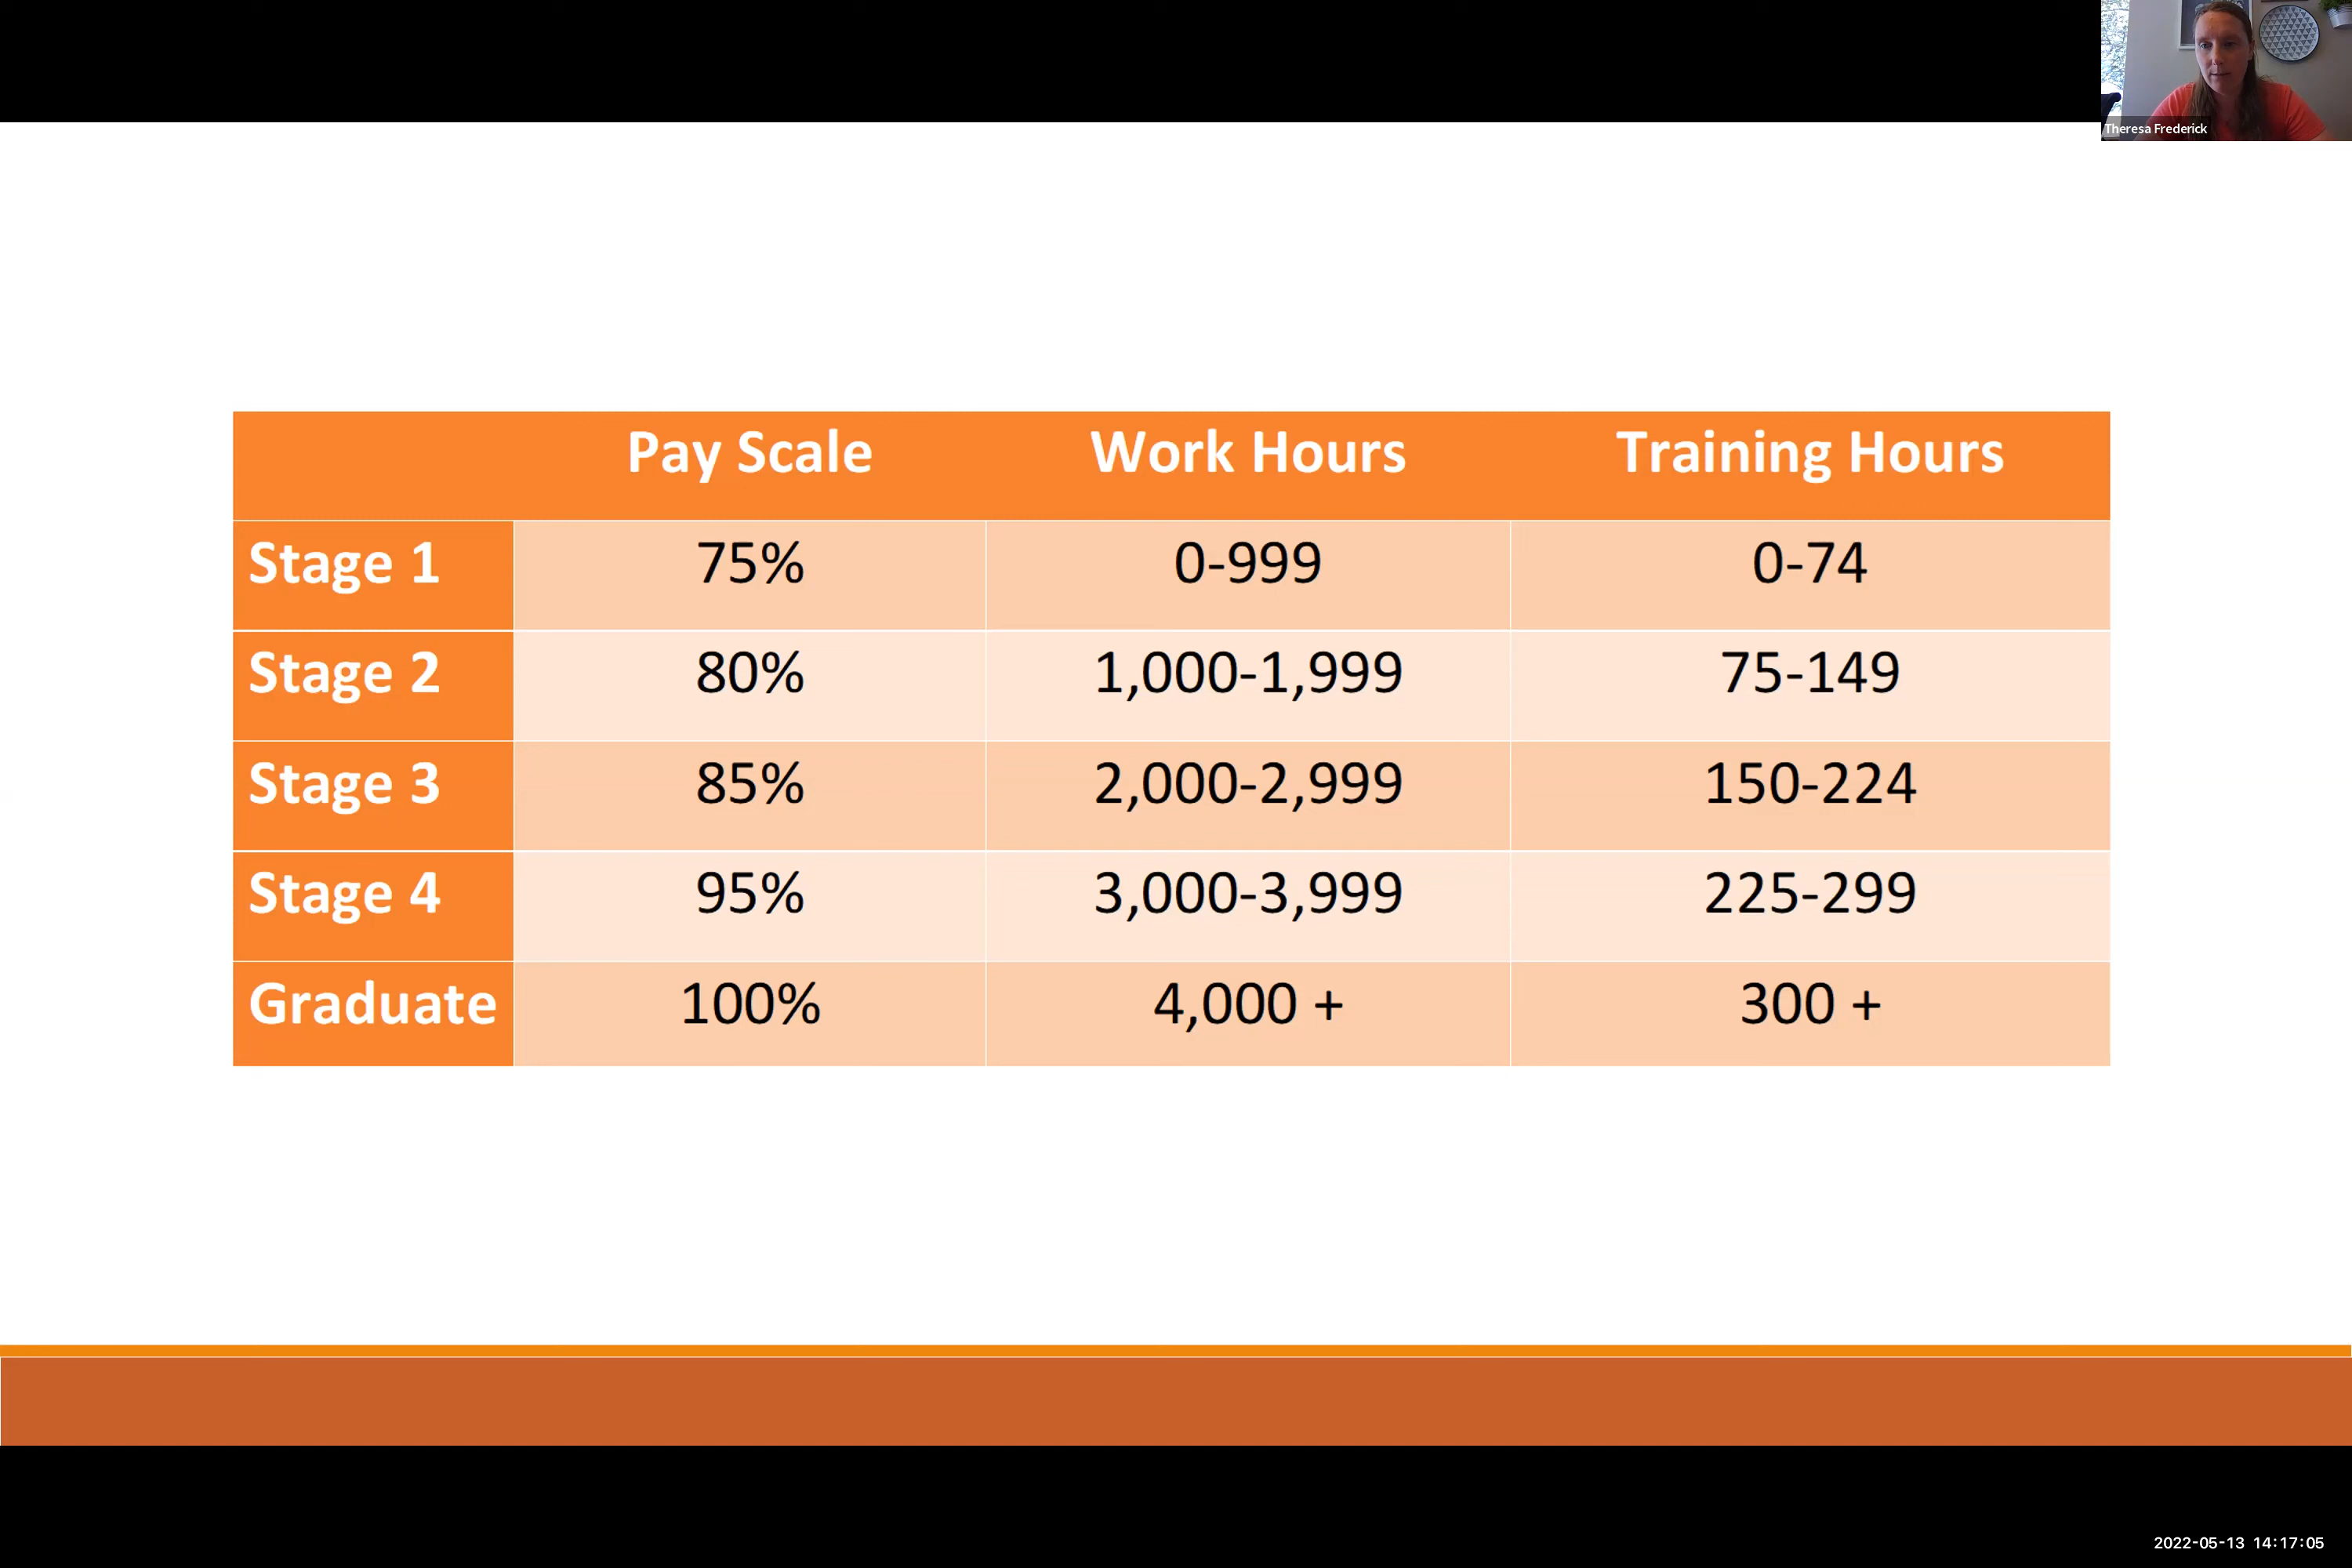 Theresa Frederick
Pay Scale Work Hours Training Hours
Stage 1 75% 0-999 0-74
Stage 2 80% 1,000-1,999 75-149
Stage 3 85% 2,000-2,999 150-224
Stage 4 95% 3,000-3,999 225-299
Graduate 100% 4,000 + 300 +
2022-05-13 14:17:05